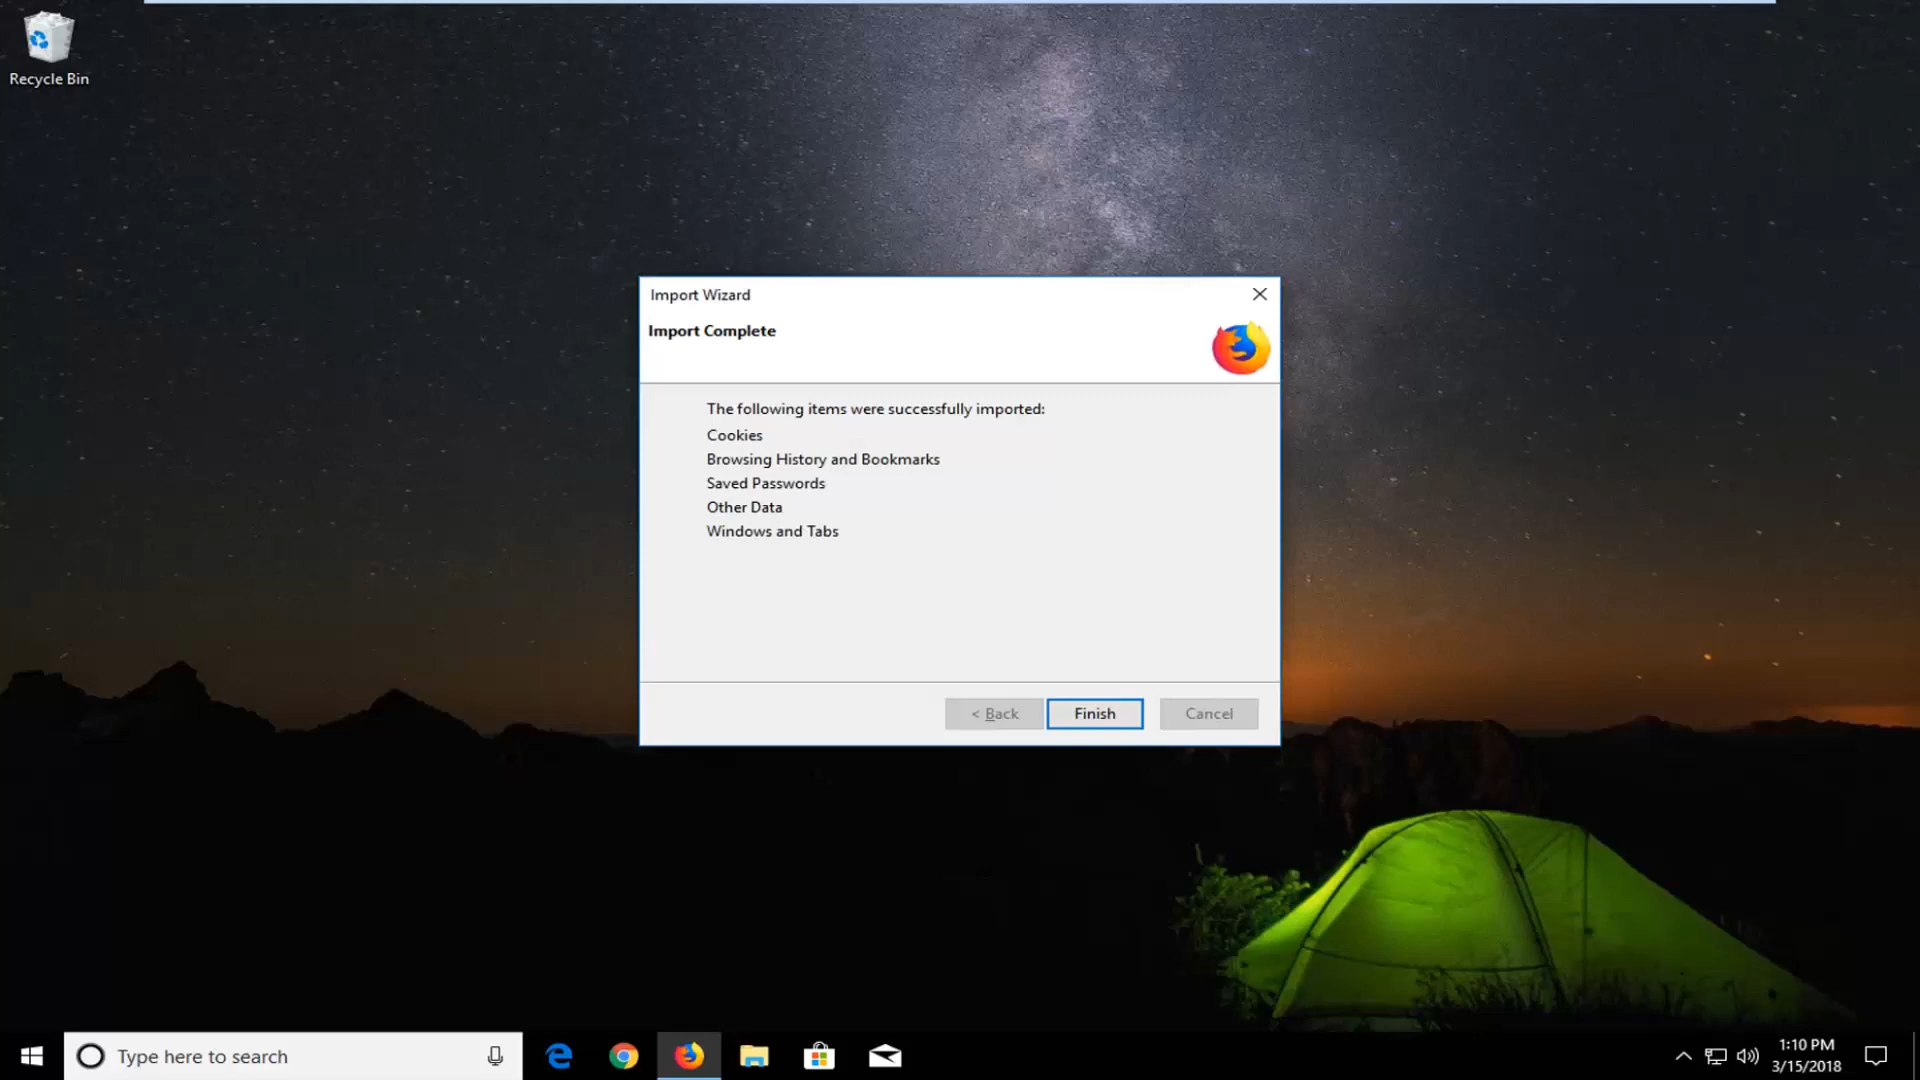 Recycle Bin
Import Wizard
Import Complete
The following items were successfully imported:
Cookies
Browsing History and Bookmarks
Saved Passwords
Other Data
Windows and Tabs
< Back
Finish
Cancel
Type here to search
1:10 PM
3/15/2018